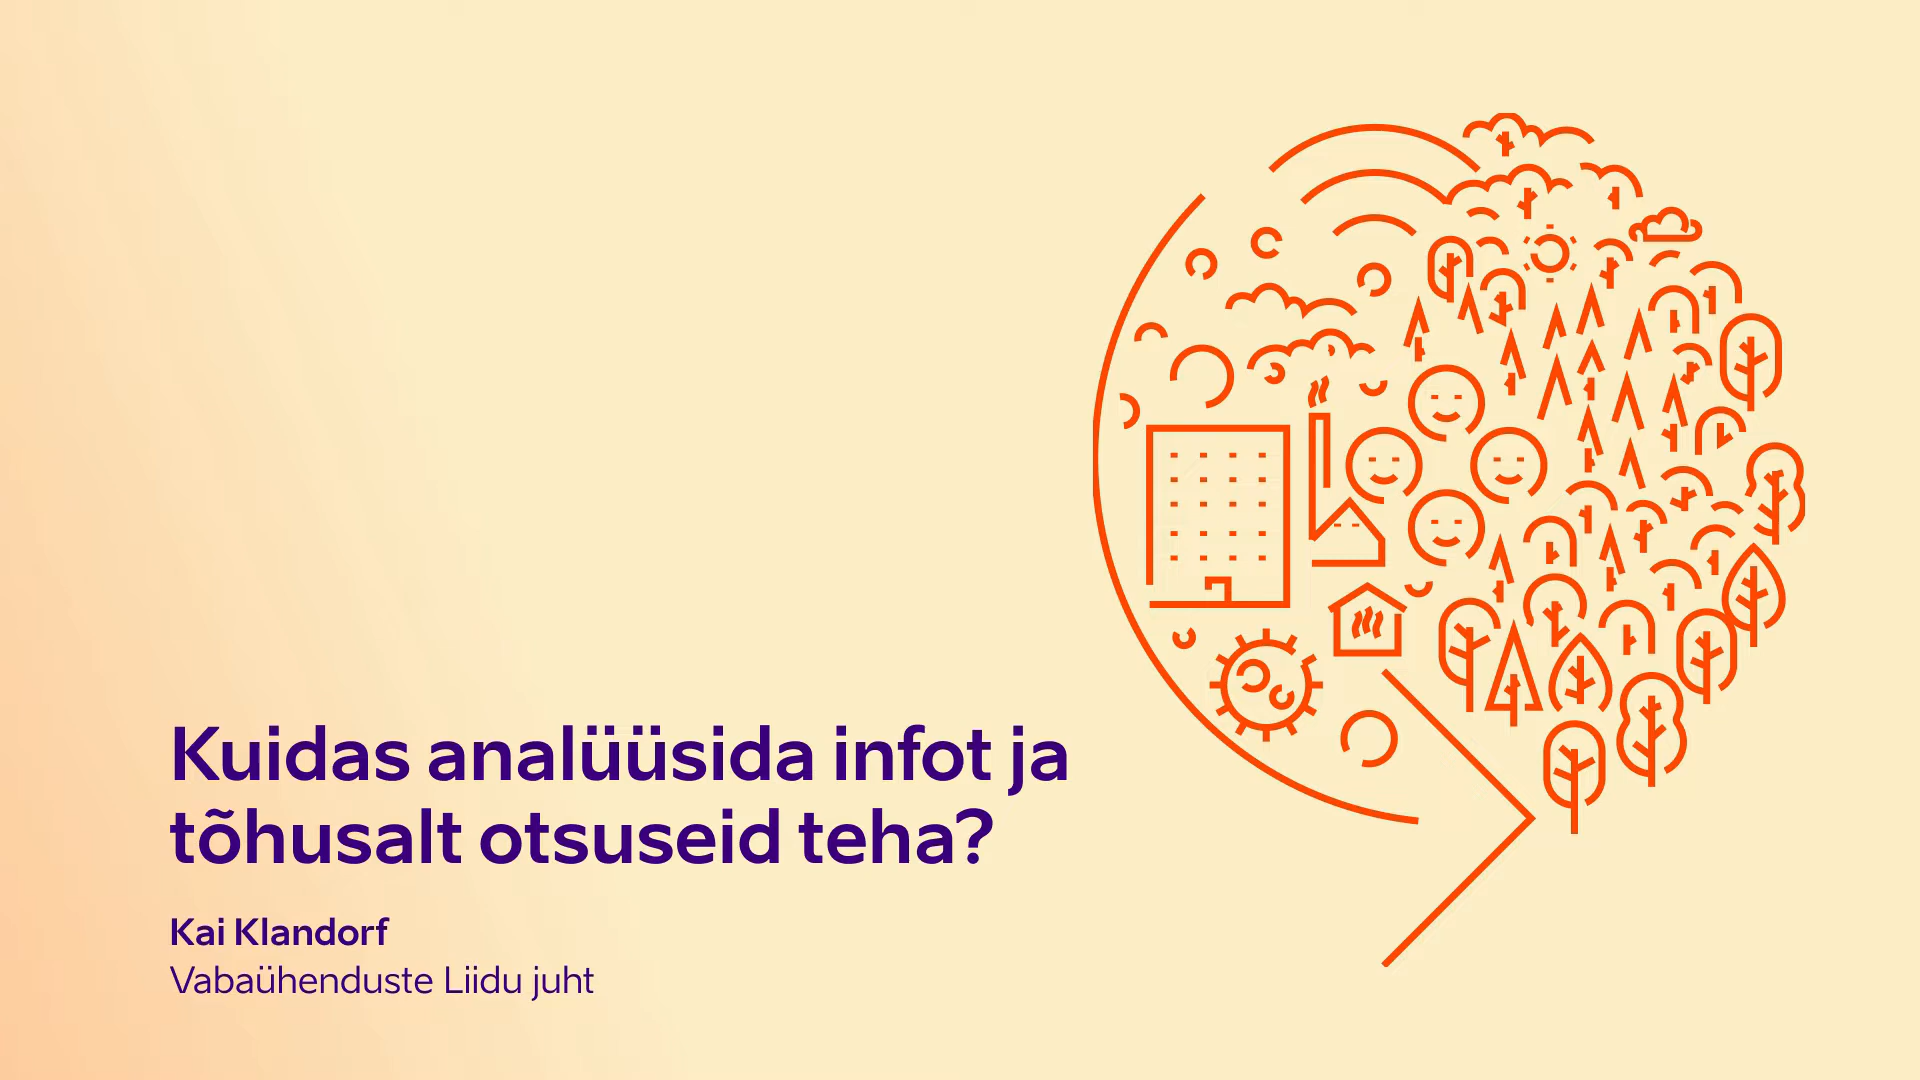 Kuidas analüüsida infot ja
tõhusalt otsuseid teha?
Kai Klandorf
Vabaühenduste Liidu juht